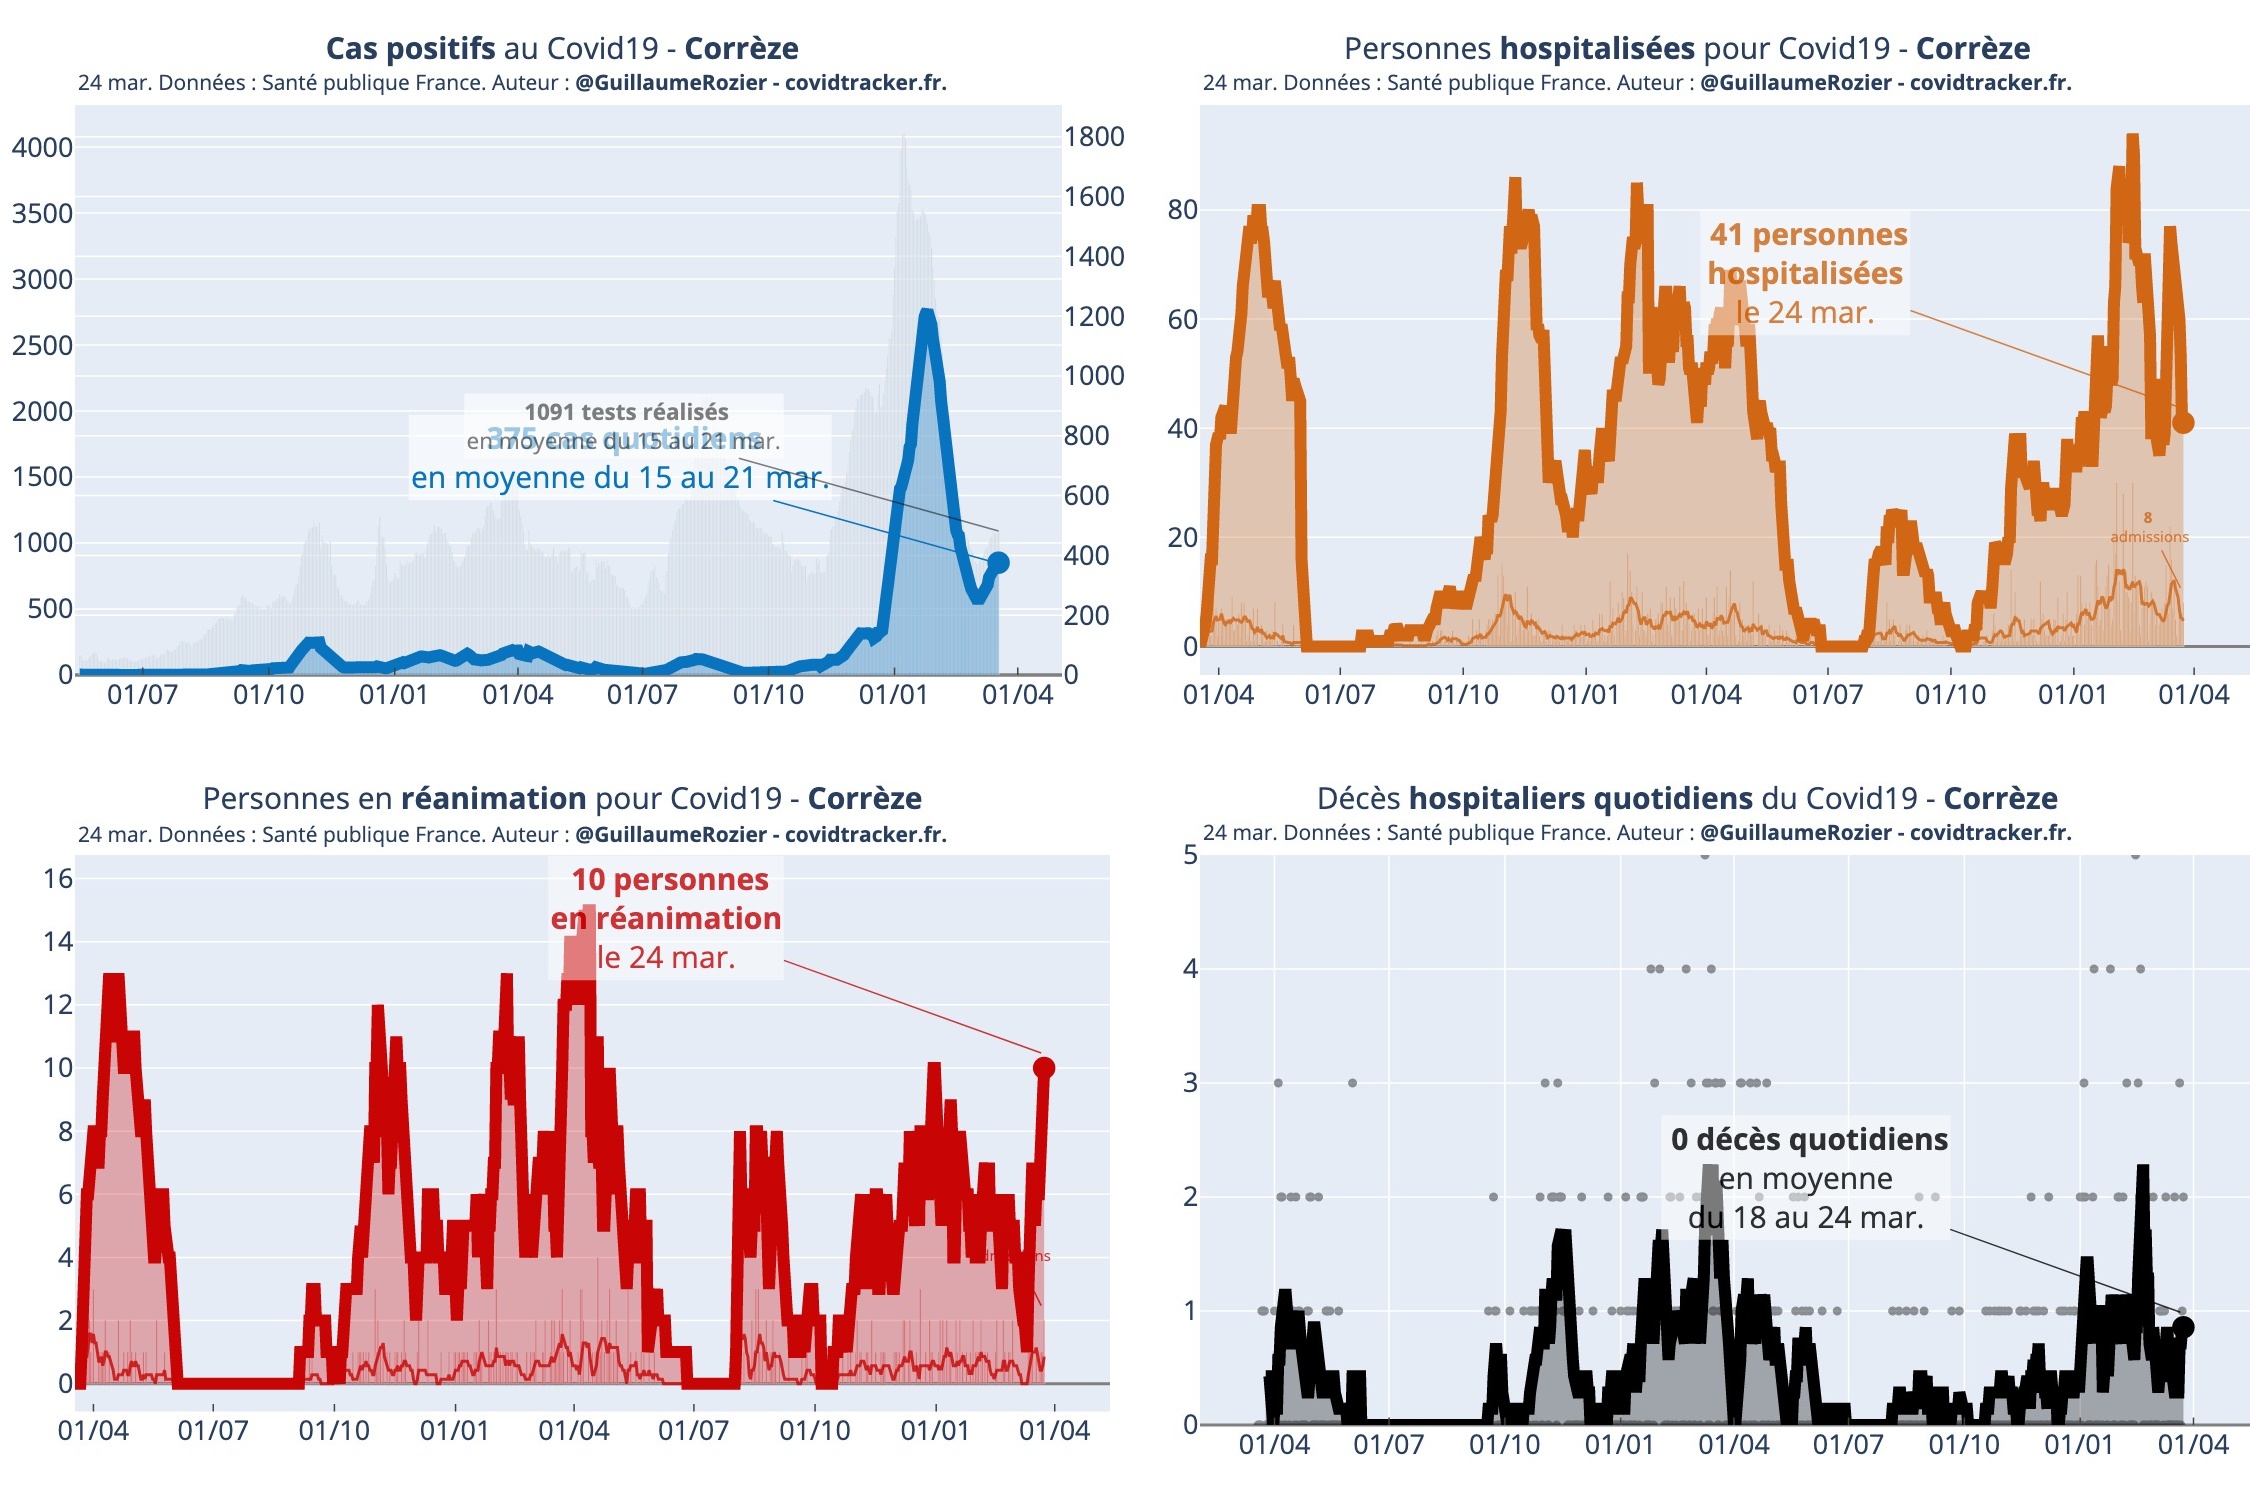 Cas positifs au Covid19 - Corrèze
24 mar. Données : Santé publique France. Auteur : @GuillaumeRozier - covidtracker.fr.
4000
3500
3000
2500
2000
1500
1000
500
0
1800
1600
1400
1200
1000
800
600
400
200
0
1091 tests réalisés
en moyenne du 15 au 21 mar.
375 cas quotidiens
en moyenne du 15 au 21 mar.
01/07 01/10 01/01 01/04 01/07 01/10 01/01 01/04
Personnes hospitalisées pour Covid19 - Corrèze
24 mar. Données : Santé publique France. Auteur : @GuillaumeRozier - covidtracker.fr.
80
60
40
20
0
41 personnes
hospitalisées
le 24 mar.
8
admissions
01/04 01/07 01/10 01/01 01/04 01/07 01/10 01/01 01/04
Personnes en réanimation pour Covid19 - Corrèze
24 mar. Données : Santé publique France. Auteur : @GuillaumeRozier - covidtracker.fr.
16
14
12
10
8
6
4
2
0
10 personnes
en réanimation
le 24 mar.
01/04 01/07 01/10 01/01 01/04 01/07 01/10 01/01 01/04
Décès hospitaliers quotidiens du Covid19 - Corrèze
24 mar. Données : Santé publique France. Auteur : @GuillaumeRozier - covidtracker.fr.
5
4
3
2
1
0
0 décès quotidiens
en moyenne
du 18 au 24 mar.
01/04 01/07 01/10 01/01 01/04 01/07 01/10 01/01 01/04